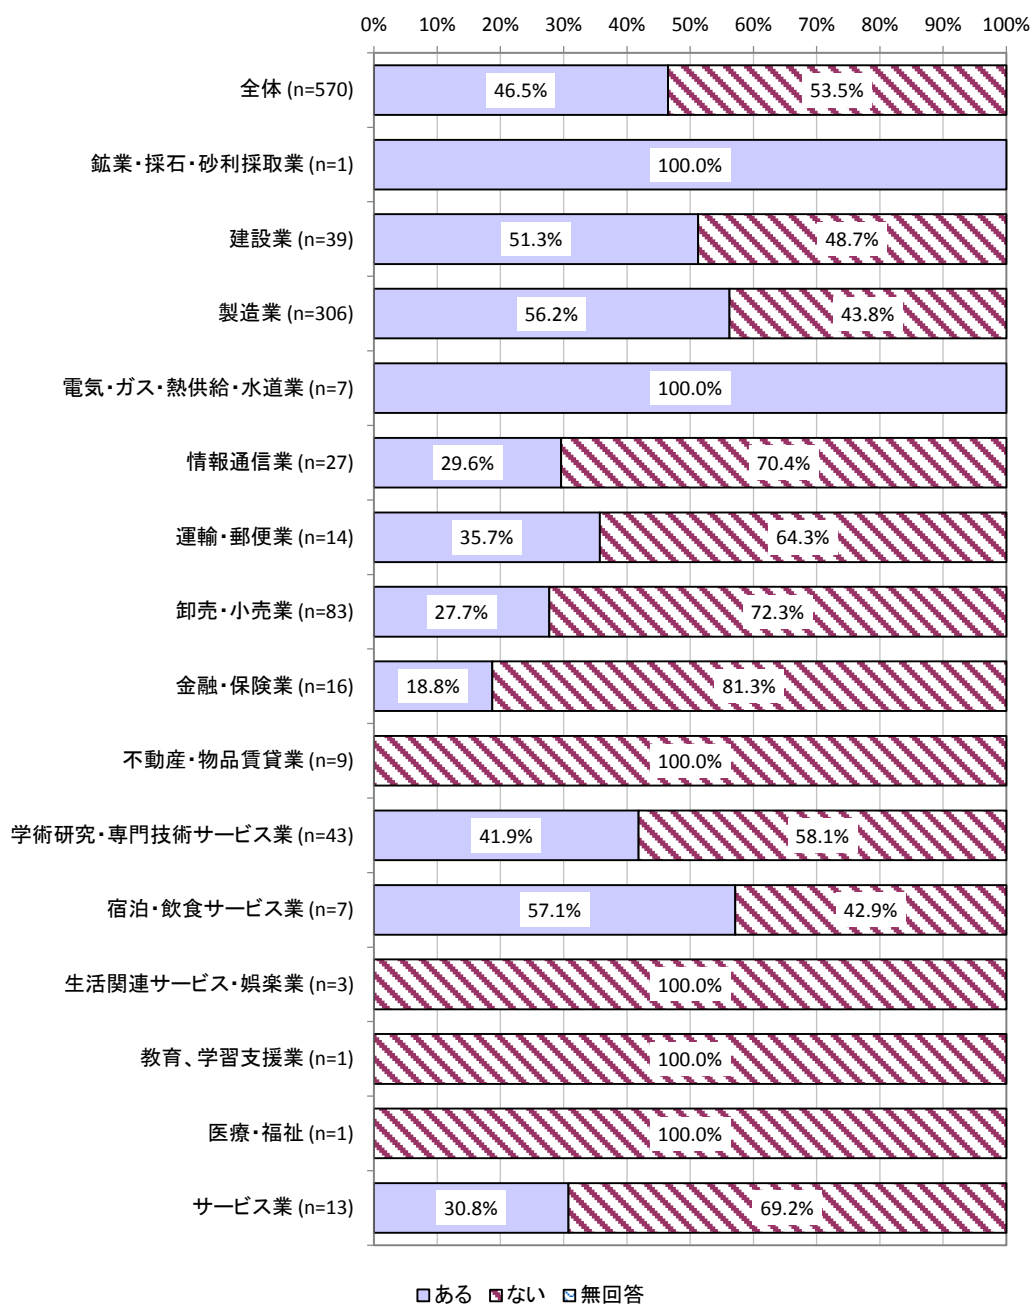 0% 10% 20% 30% 40% 50% 60% 70% 80% 90% 100%
全体 (n=570) 46.5% 53.5%
鉱業・採石・砂利採取業 (n=1) 100.0%
建設業 (n=39) 51.3% 48.7%
製造業 (n=306) 56.2% 43.8%
電気・ガス・熱供給・水道業 (n=7) 100.0%
情報通信業 (n=27) 29.6% 70.4%
運輸・郵便業 (n=14) 35.7% 64.3%
卸売・小売業 (n=83) 27.7% 72.3%
金融・保険業 (n=16) 18.8% 81.3%
不動産・物品賃貸業 (n=9) 100.0%
学術研究・専門技術サービス業 (n=43) 41.9% 58.1%
宿泊・飲食サービス業 (n=7) 57.1% 42.9%
生活関連サービス・娯楽業 (n=3) 100.0%
教育、学習支援業 (n=1) 100.0%
医療・福祉 (n=1) 100.0%
サービス業 (n=13) 30.8% 69.2%
ある ない 無回答